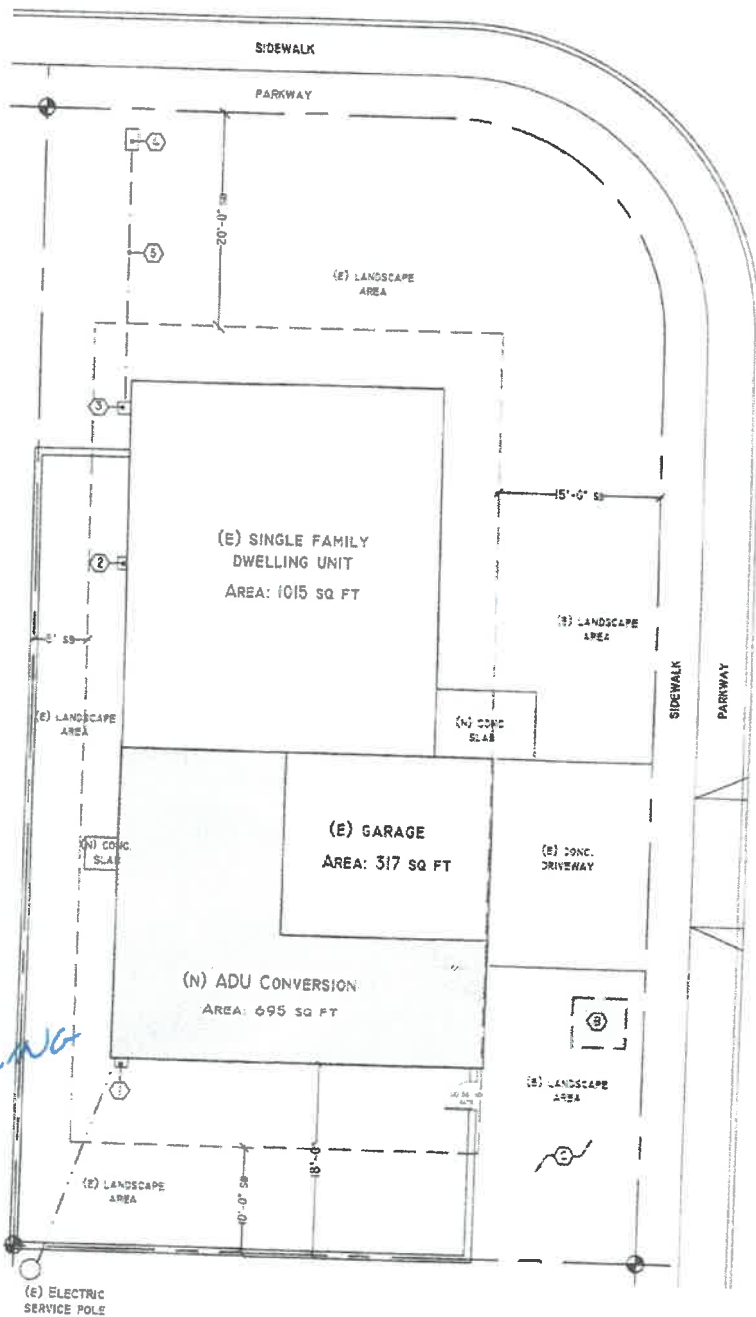 SIDEWALK
PARKWAY
4
20'-0" SB
5
(E) LANDSCAPE
AREA
3
15'-0" SB
(E) SINGLE FAMILY
DWELLING UNIT
AREA: 1015 SQ FT
2
(E) LANDSCAPE
AREA
SIDEWALK
PARKWAY
5' SB
(E) LANDSCAPE
AREA
(N) CONC
SLAB
(E) GARAGE
AREA: 317 SQ FT
(E) CONC.
DRIVEWAY
(N) CONC.
SLAB
(N) ADU CONVERSION
AREA: 695 SQ FT
1
(E) LANDSCAPE
AREA
(E) LANDSCAPE
AREA
10'-0" SB
18'-0"
(E) ELECTRIC
SERVICE POLE